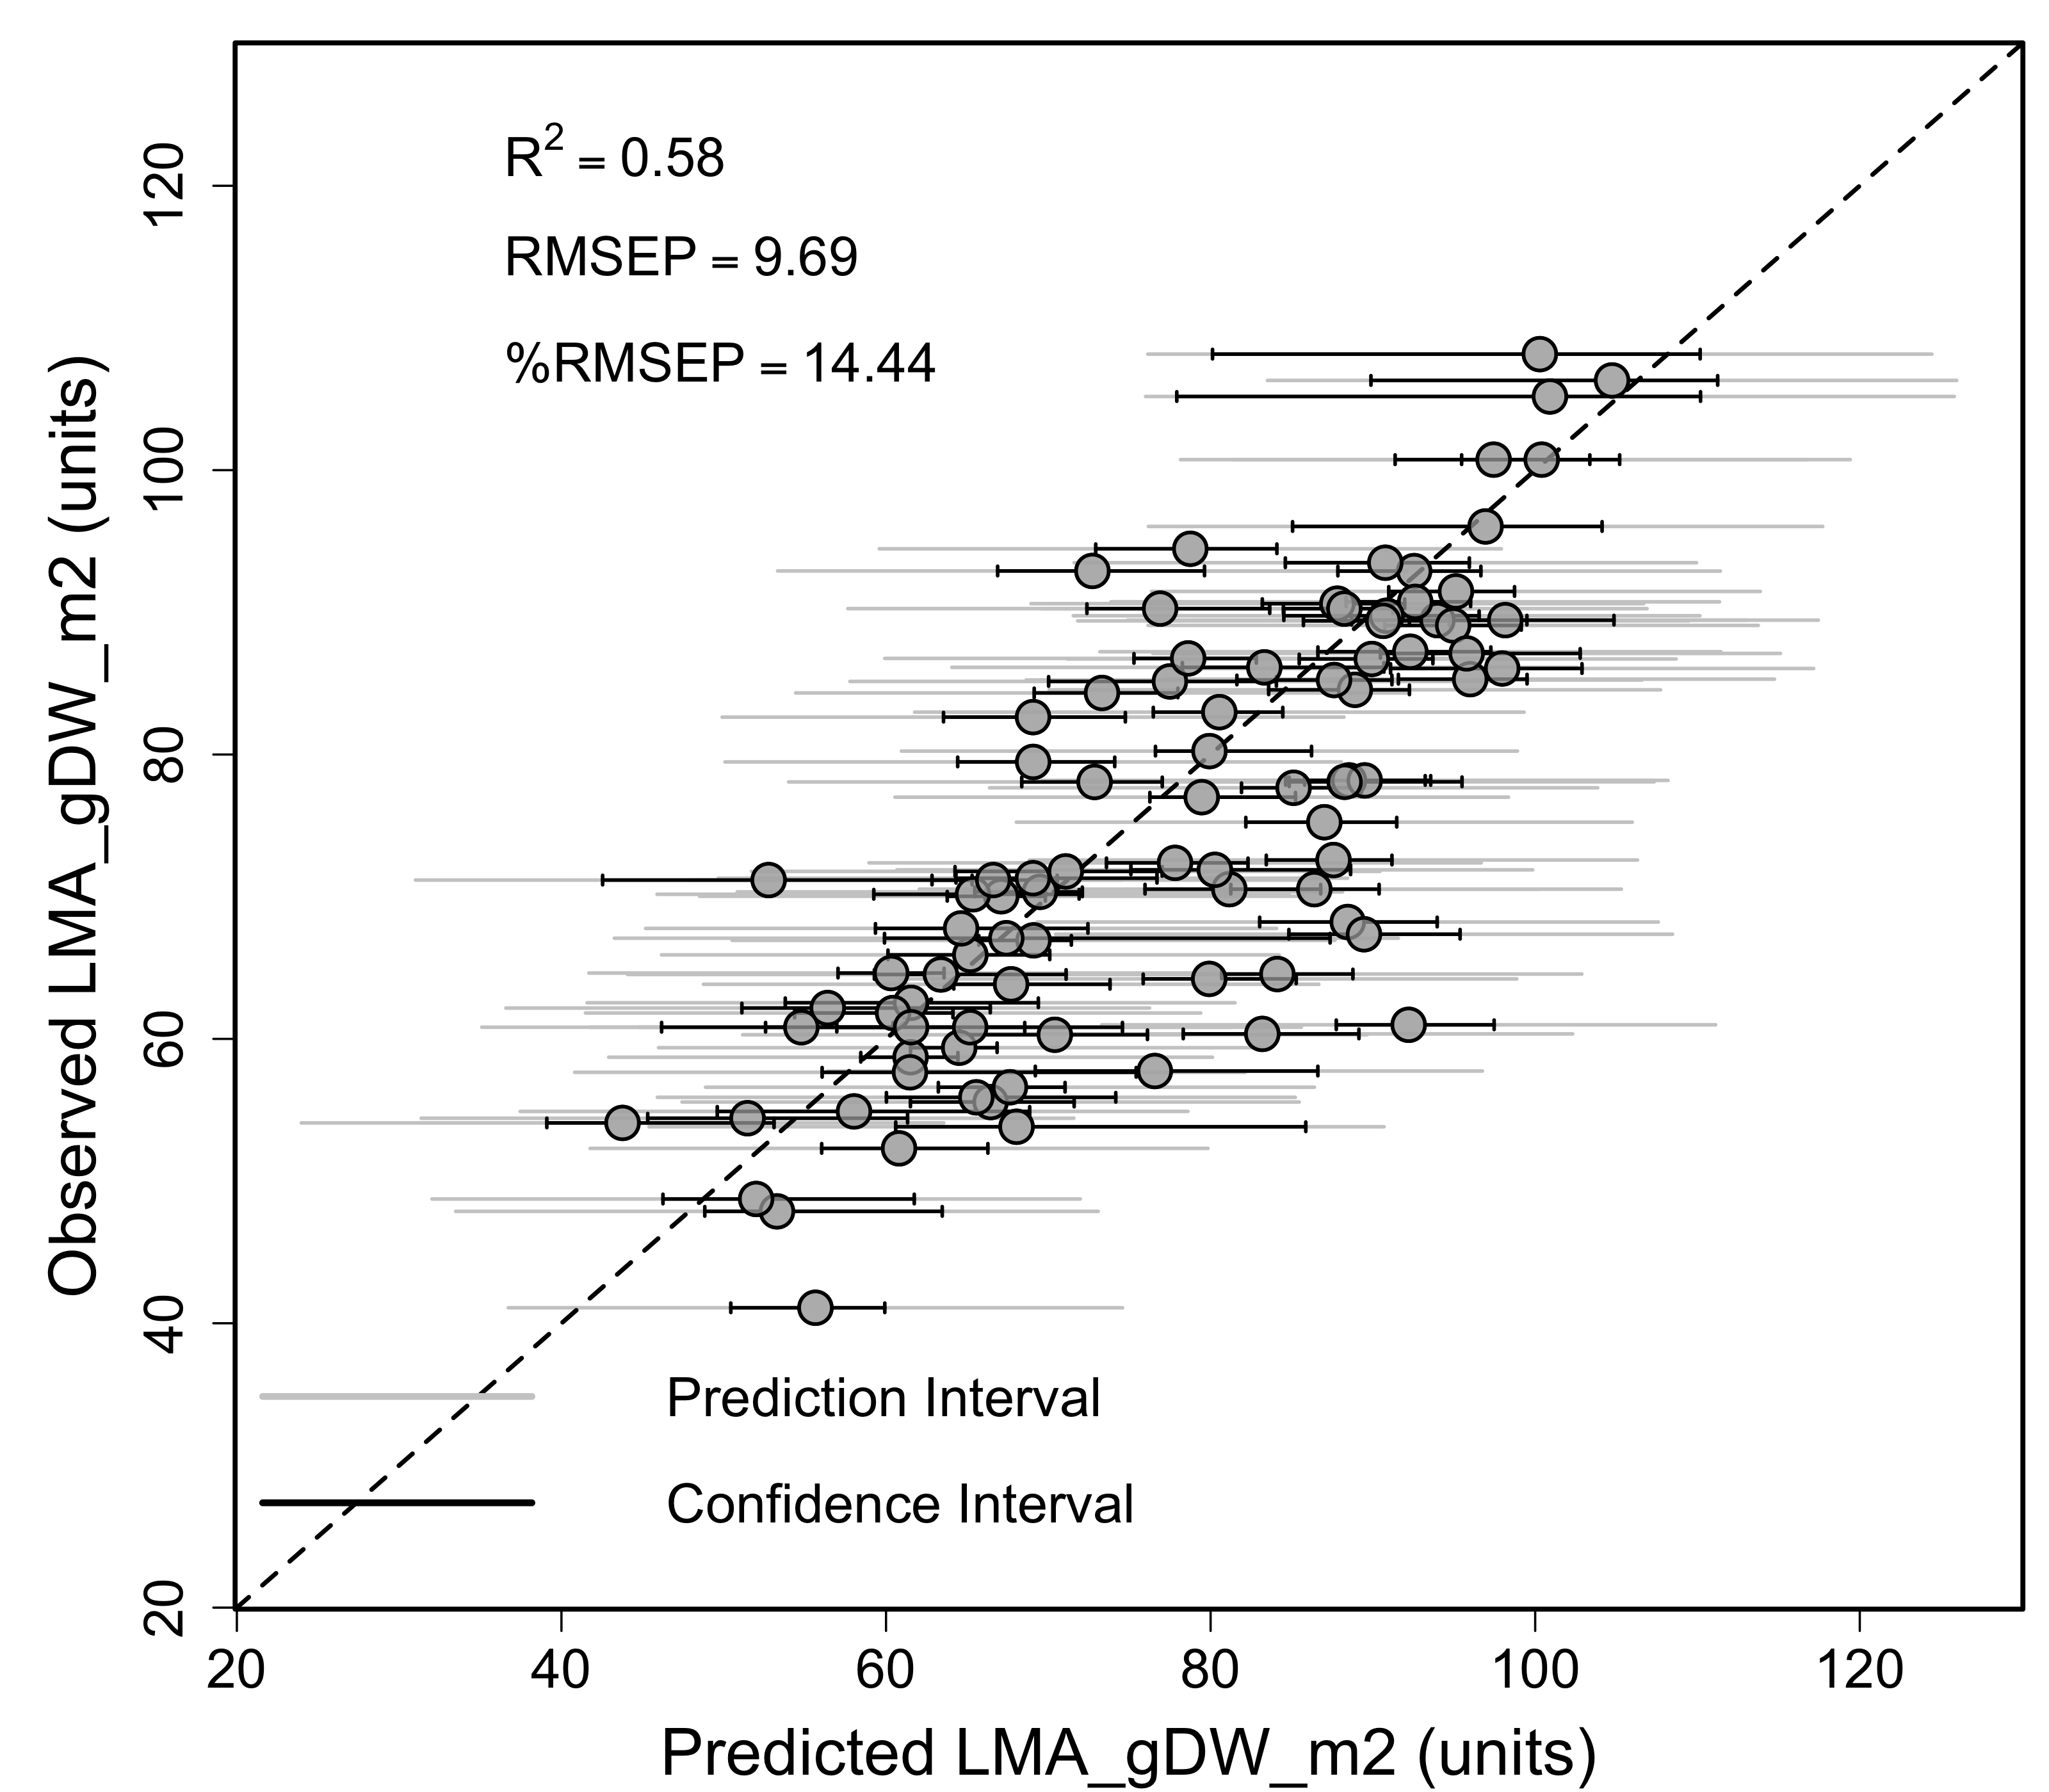 R2 = 0.58
RMSEP = 9.69
%RMSEP = 14.44
Observed LMA_gDW_m2 (units)
120
100
80
60
40
20
Prediction Interval
Confidence Interval
20 40 60 80 100 120
Predicted LMA_gDW_m2 (units)